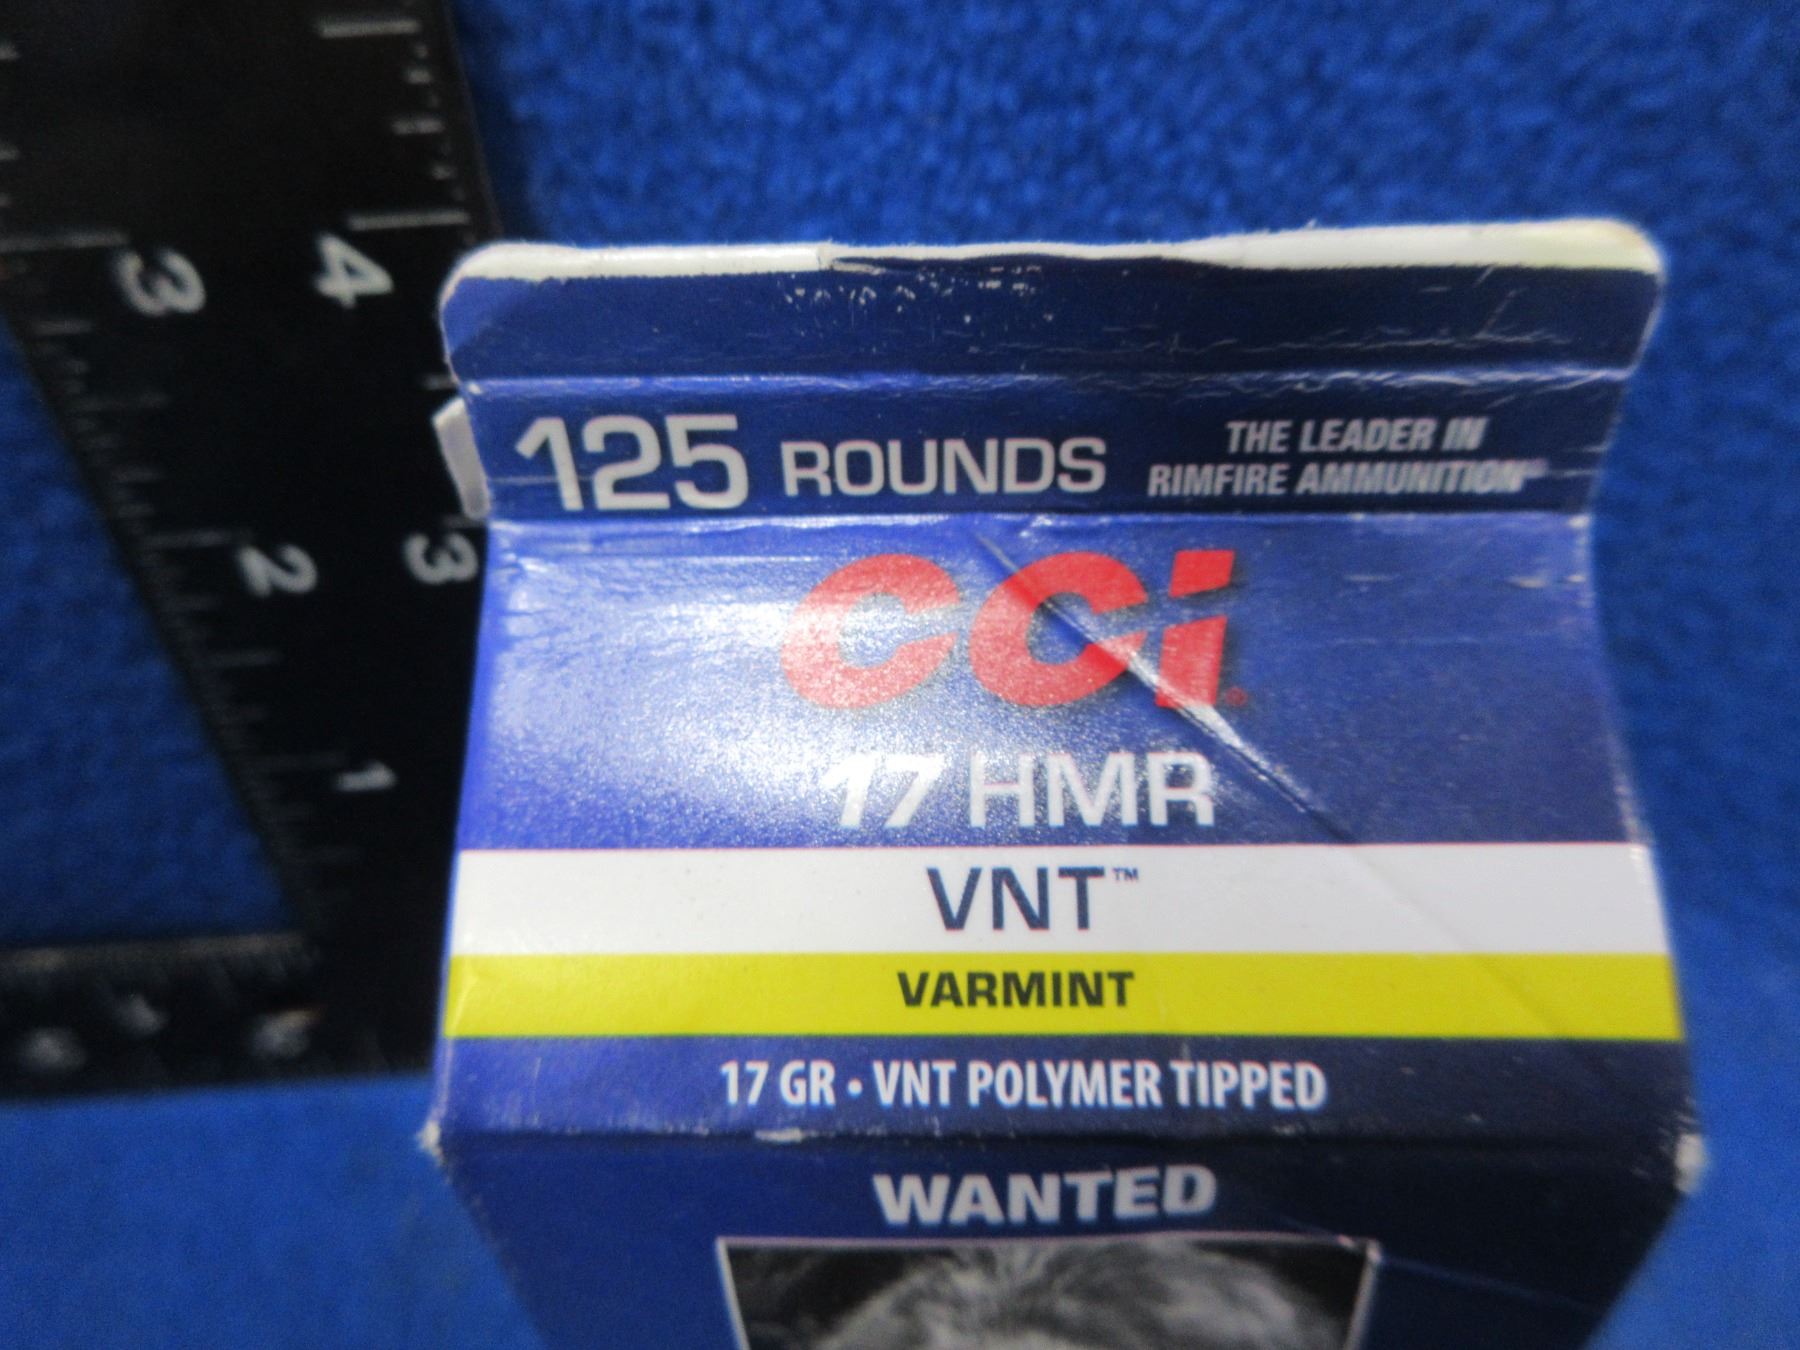 3 4
2 3
1
125 ROUNDS
THE LEADER IN
RIMFIRE AMMUNITION®
CCI®
17 HMR
VNT™
VARMINT
17 GR • VNT POLYMER TIPPED
WANTED